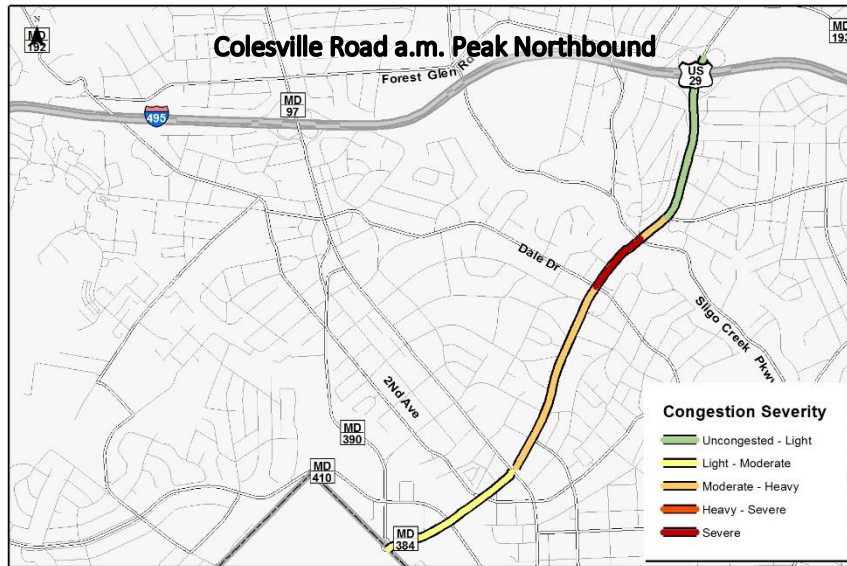 N
MD
192
Colesville Road a.m. Peak Northbound
MD
193
Forest Glen Rd
US
29
MD
97
495
Dale Dr
Sligo Creek Pkwy
2Nd Ave
MD
390
MD
410
MD
384
Congestion Severity
Uncongested - Light
Light - Moderate
Moderate - Heavy
Heavy - Severe
Severe